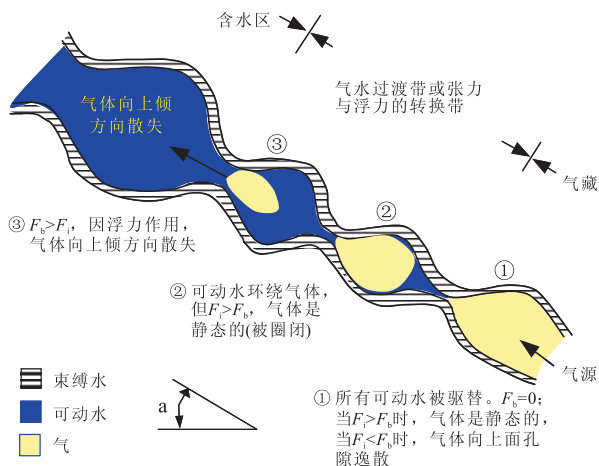 含水区
气水过渡带或张力
与浮力的转换带
气体向上倾
方向散失
③
气藏
③ Fb>Fi，因浮力作用，
气体向上倾方向散失
②
② 可动水环绕气体，
但Fi>Fb，气体是
静态的(被圈闭)
①
气源
束缚水
可动水
气
a
① 所有可动水被驱替。Fb=0；
当Fi>Fb时，气体是静态的，
当Fi<Fb时，气体向上面孔
隙逸散